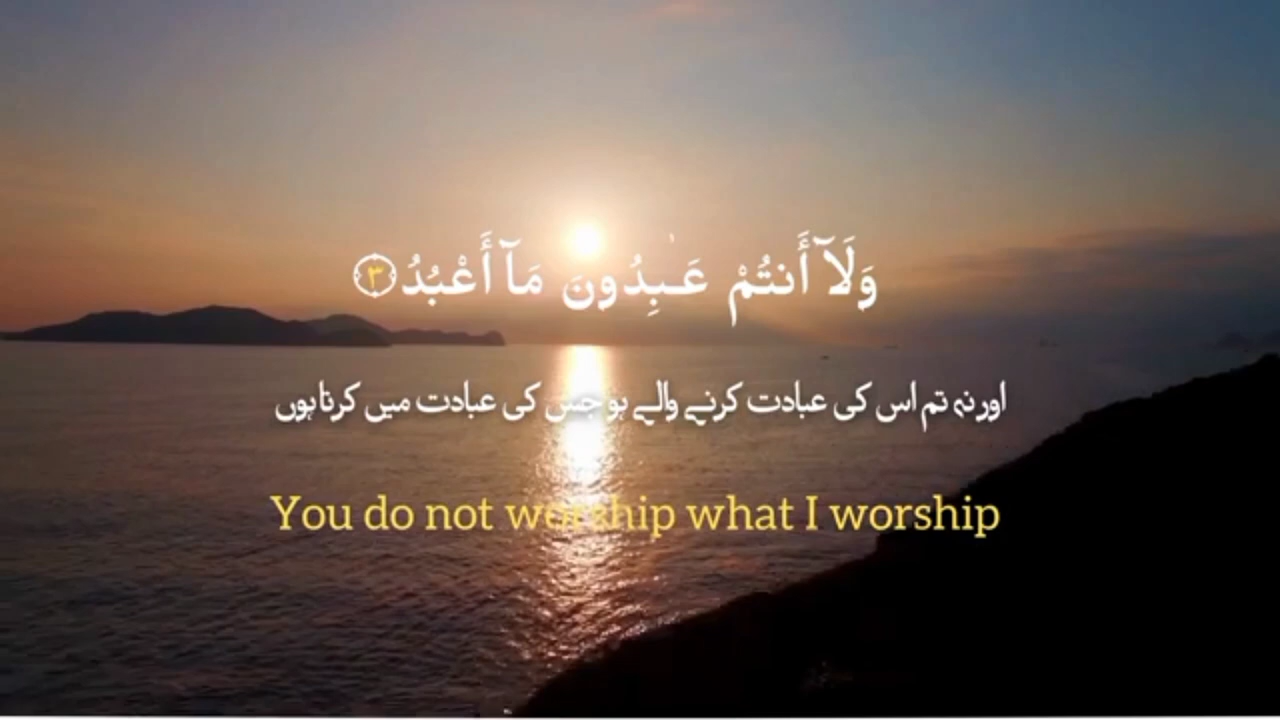 وَلَآ أَنتُمْ عَـٰبِدُونَ مَآ أَعْبُدُ ٣
اور نہ تم اس کی عبادت کرنے والے ہو جس کی عبادت میں کرتا ہوں
You do not worship what I worship